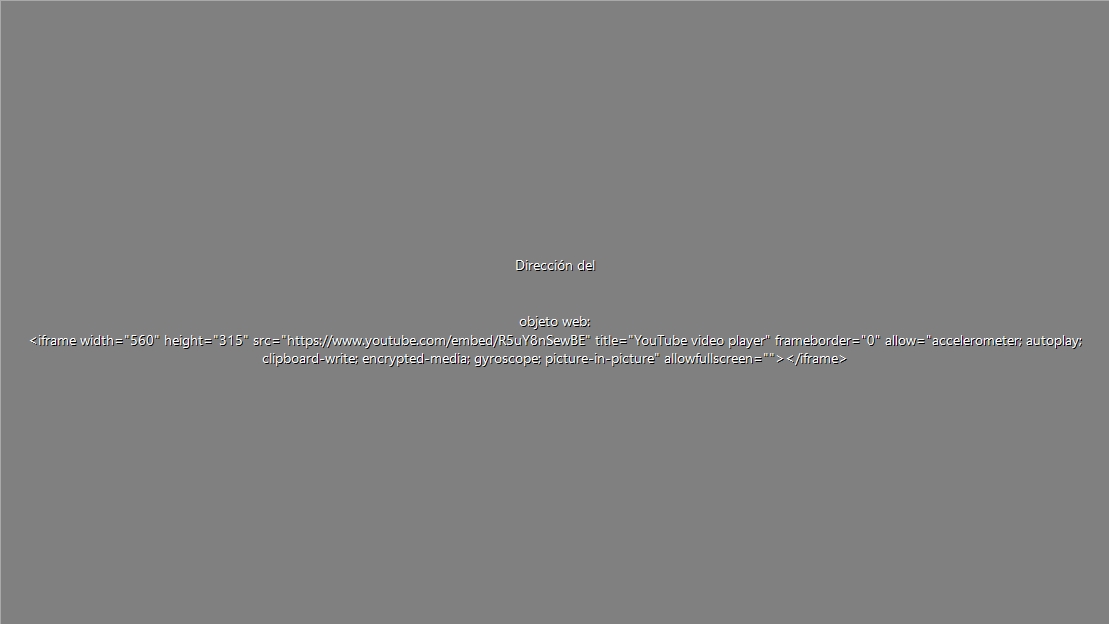 Dirección del
objeto web:
<iframe width="560" height="315" src="https://www.youtube.com/embed/R5uY8nSewBE" title="YouTube video player" frameborder="0" allow="accelerometer; autoplay;
clipboard-write; encrypted-media; gyroscope; picture-in-picture" allowfullscreen=""></iframe>